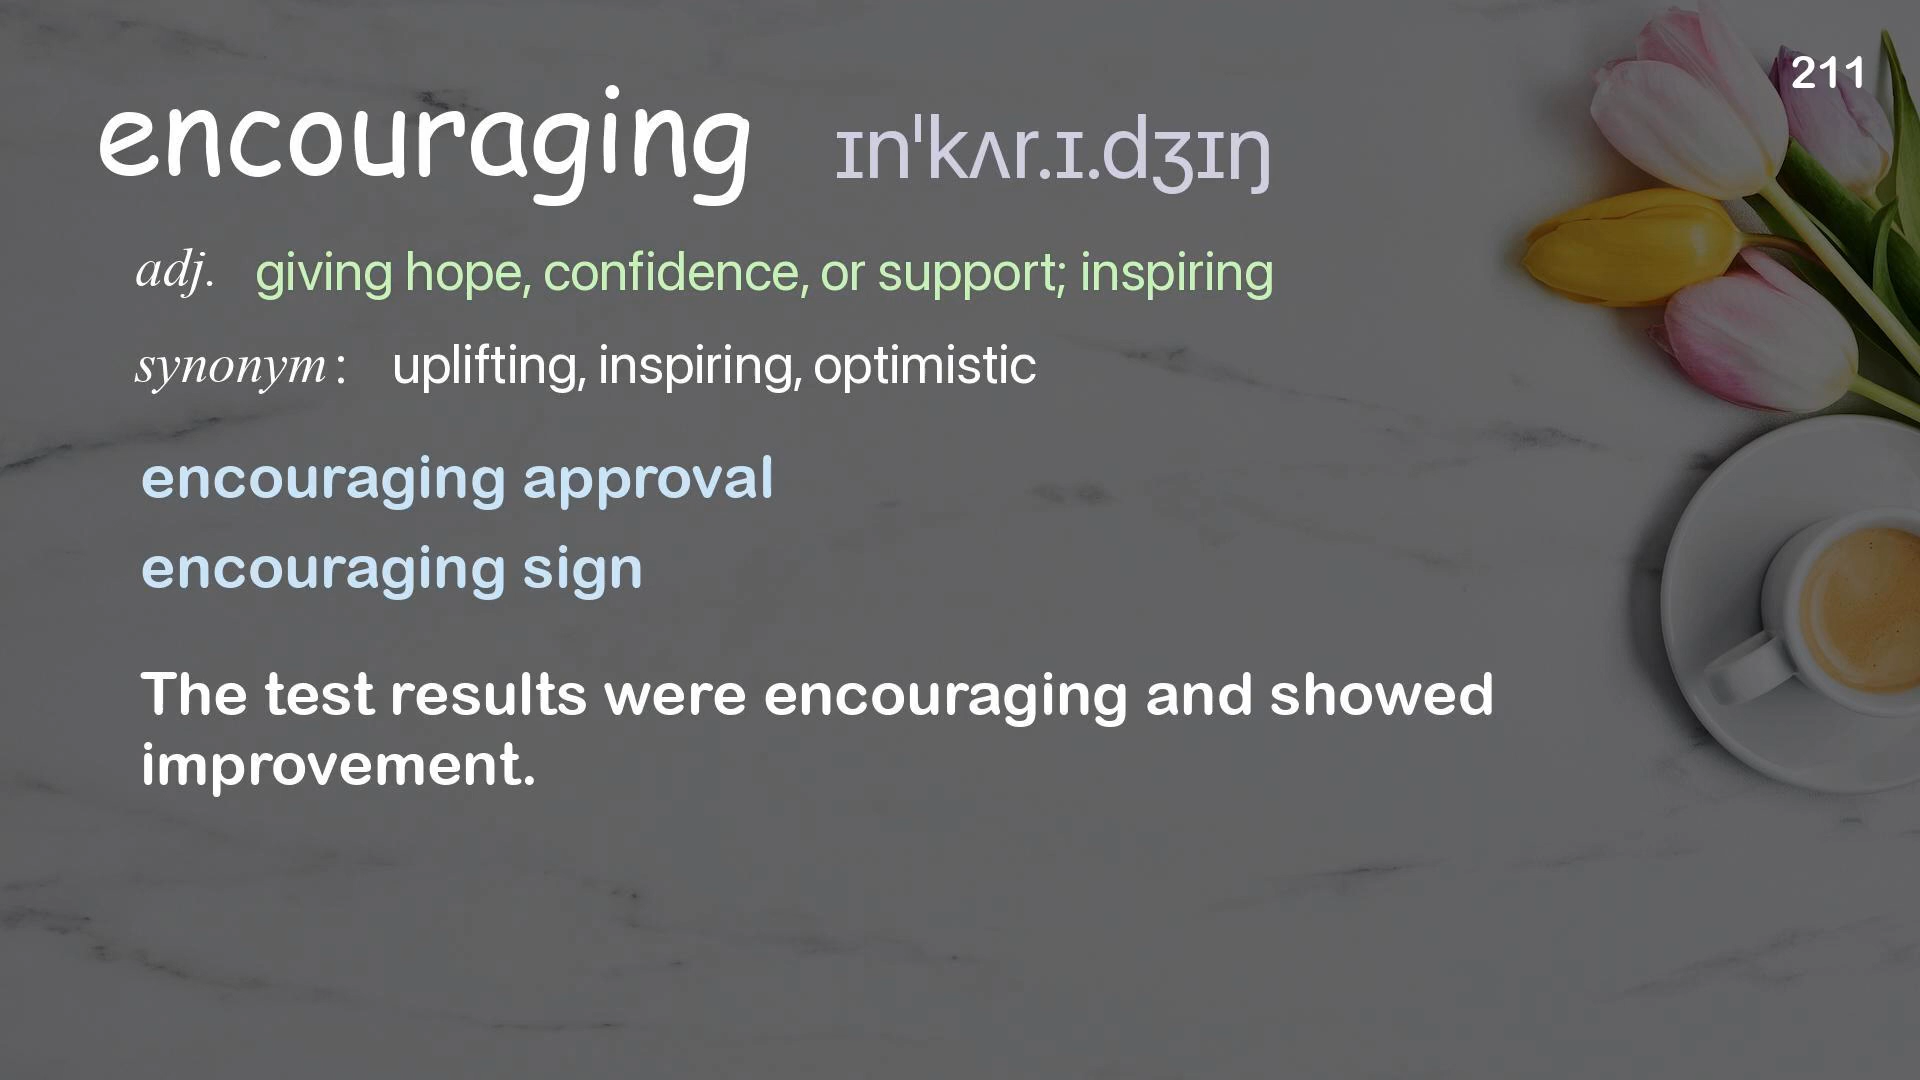 211
encouraging ɪnˈkʌr.ɪ.dʒɪŋ
adj. giving hope, confidence, or support; inspiring
synonym: uplifting, inspiring, optimistic
encouraging approval
encouraging sign
The test results were encouraging and showed
improvement.